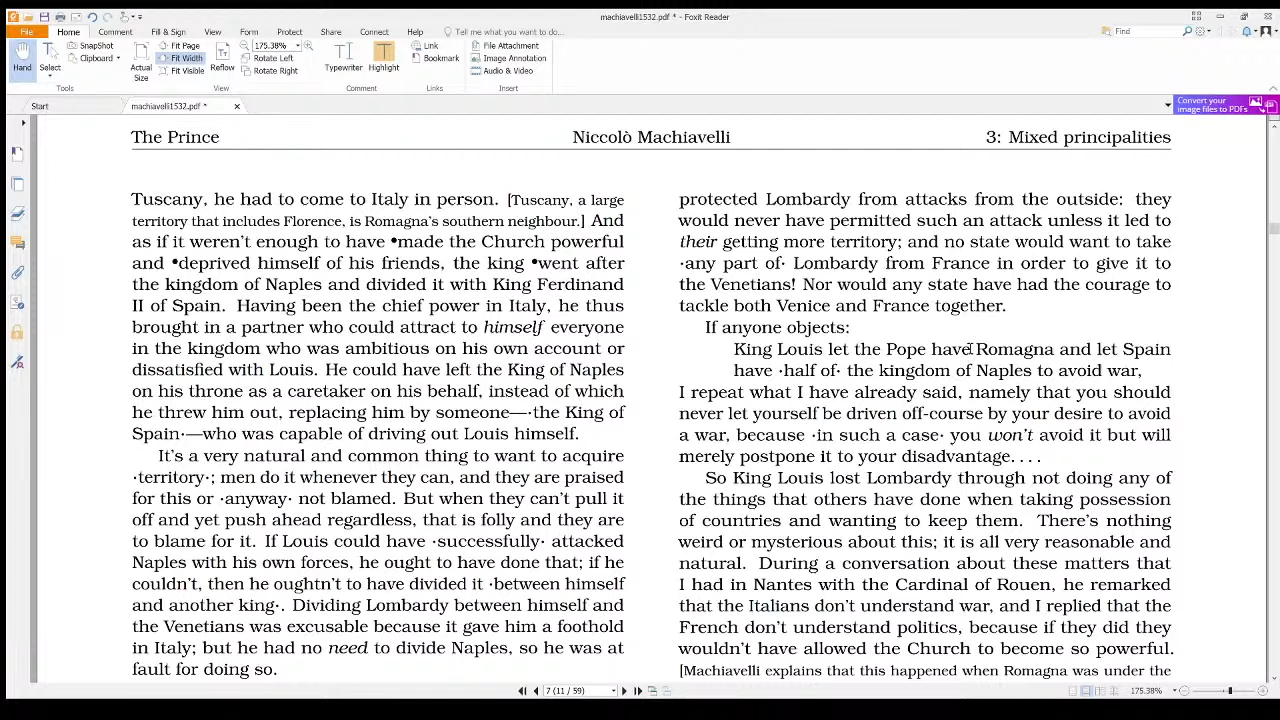 machiavelli1532.pdf * - Foxit Reader
File Home Comment Fill & Sign View Form Protect Share Connect Help Tell me what you want to do... Find
Hand
Select
SnapShot
Clipboard
Tools
Actual Size
Fit Page
Fit Width
Fit Visible
Reflow
175.38%
Rotate Left
Rotate Right
View
Typewriter
Highlight
Comment
Link
Bookmark
Links
File Attachment
Image Annotation
Audio & Video
Insert
Start
machiavelli1532.pdf *
Convert your
image files to PDFs
The Prince Niccolò Machiavelli 3: Mixed principalities
Tuscany, he had to come to Italy in person. [Tuscany, a large
territory that includes Florence, is Romagna's southern neighbour.] And
as if it weren't enough to have •made the Church powerful
and •deprived himself of his friends, the king •went after
the kingdom of Naples and divided it with King Ferdinand
II of Spain. Having been the chief power in Italy, he thus
brought in a partner who could attract to himself everyone
in the kingdom who was ambitious on his own account or
dissatisfied with Louis. He could have left the King of Naples
on his throne as a caretaker on his behalf, instead of which
he threw him out, replacing him by someone—·the King of
Spain·—who was capable of driving out Louis himself.
It's a very natural and common thing to want to acquire
·territory·; men do it whenever they can, and they are praised
for this or ·anyway· not blamed. But when they can't pull it
off and yet push ahead regardless, that is folly and they are
to blame for it. If Louis could have ·successfully· attacked
Naples with his own forces, he ought to have done that; if he
couldn't, then he oughtn't to have divided it ·between himself
and another king·. Dividing Lombardy between himself and
the Venetians was excusable because it gave him a foothold
in Italy; but he had no need to divide Naples, so he was at
fault for doing so.
protected Lombardy from attacks from the outside: they
would never have permitted such an attack unless it led to
their getting more territory; and no state would want to take
·any part of· Lombardy from France in order to give it to
the Venetians! Nor would any state have had the courage to
tackle both Venice and France together.
If anyone objects:
King Louis let the Pope have Romagna and let Spain
have ·half of· the kingdom of Naples to avoid war,
I repeat what I have already said, namely that you should
never let yourself be driven off-course by your desire to avoid
a war, because ·in such a case· you won't avoid it but will
merely postpone it to your disadvantage. . . .
So King Louis lost Lombardy through not doing any of
the things that others have done when taking possession
of countries and wanting to keep them. There's nothing
weird or mysterious about this; it is all very reasonable and
natural. During a conversation about these matters that
I had in Nantes with the Cardinal of Rouen, he remarked
that the Italians don't understand war, and I replied that the
French don't understand politics, because if they did they
wouldn't have allowed the Church to become so powerful.
[Machiavelli explains that this happened when Romagna was under the
7 (11 / 59)
175.38%